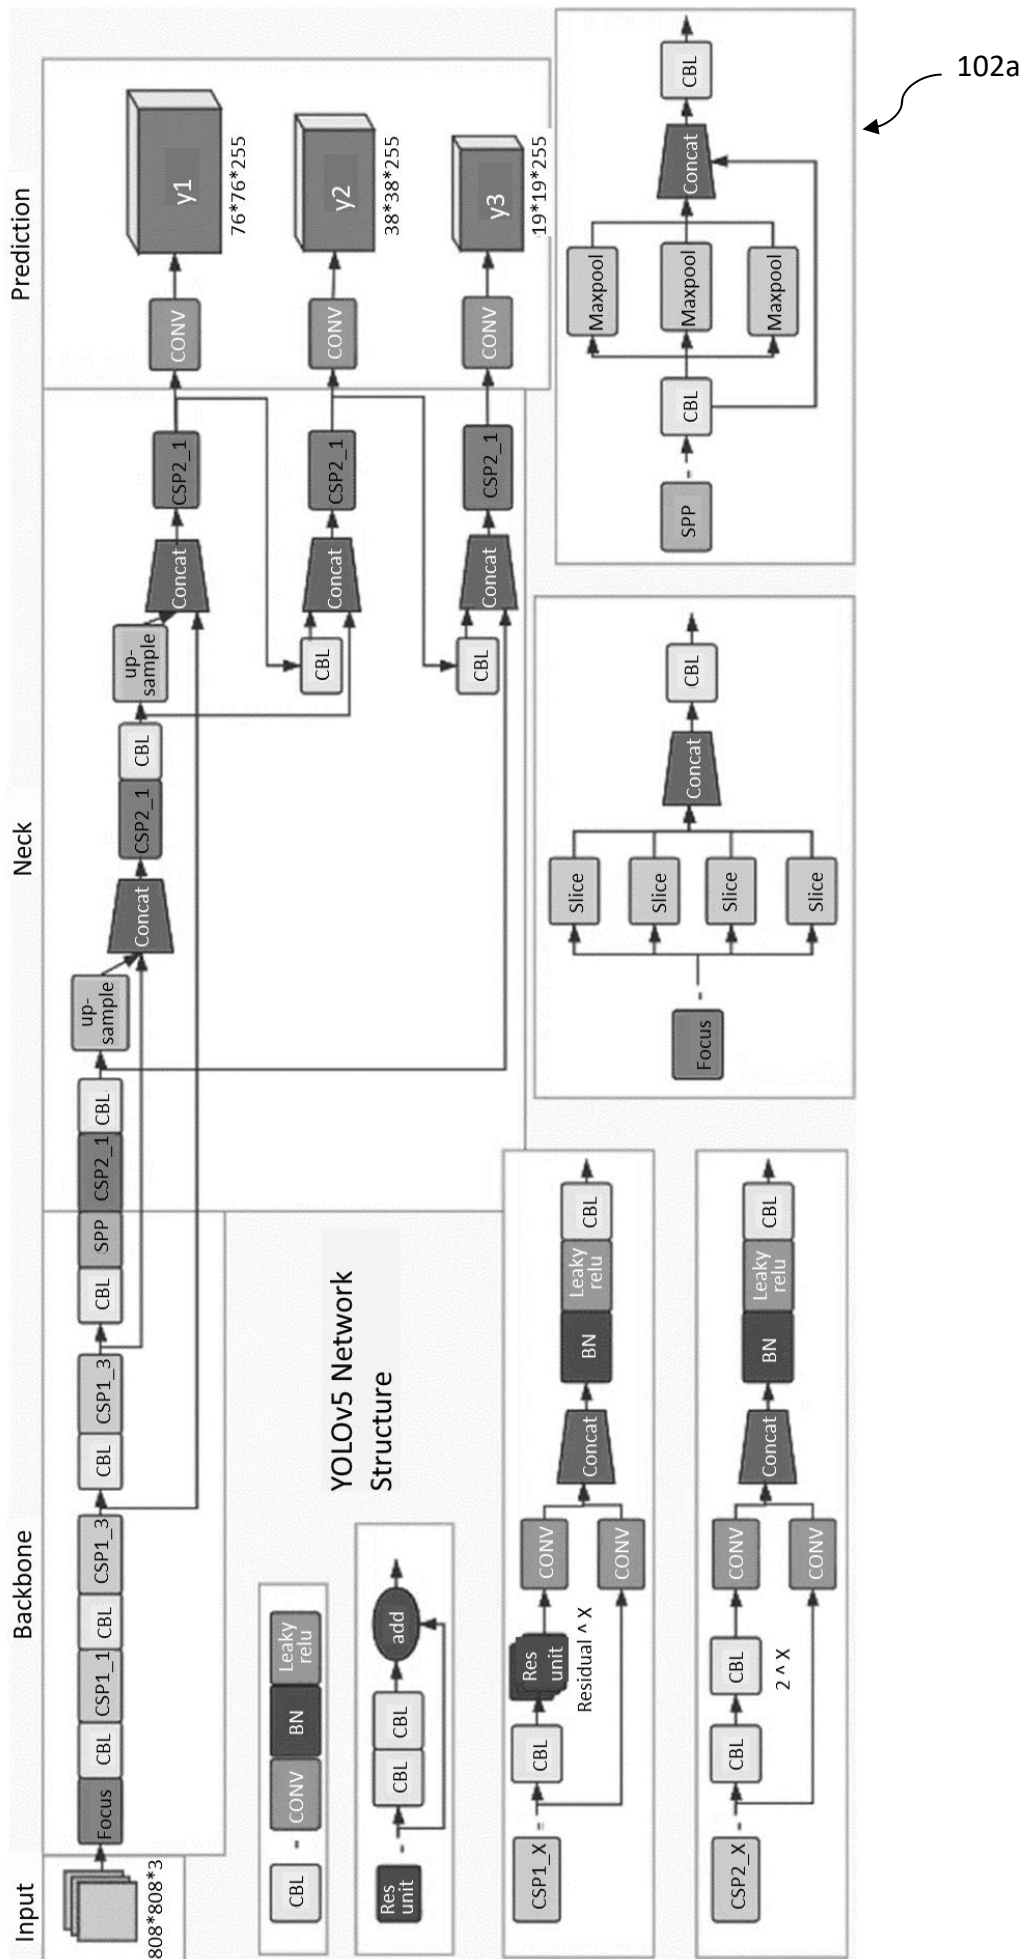 102a
Input
Backbone
Neck
Prediction
808*808*3
Focus
CBL
CSP1_1
CBL
CSP1_3
CBL
CSP1_3
CBL
SPP
CSP2_1
CBL
up-
sample
Concat
CSP2_1
CBL
up-
sample
Concat
CSP2_1
CONV
y1
76*76*255
CBL
Concat
CSP2_1
CONV
y2
38*38*255
CBL
Concat
CSP2_1
CONV
y3
19*19*255
YOLOv5 Network
Structure
CBL
-
CONV
BN
Leaky
relu
Res
unit
-
CBL
CBL
add
CSP1_X
=
CBL
Res
unit
Residual ^ X
CONV
CONV
Concat
BN
Leaky
relu
CBL
CSP2_X
-
CBL
CBL
2 ^ X
CONV
CONV
Concat
BN
Leaky
relu
CBL
Focus
-
Slice
Slice
Slice
Slice
Concat
CBL
SPP
-
CBL
Maxpool
Maxpool
Maxpool
Concat
CBL